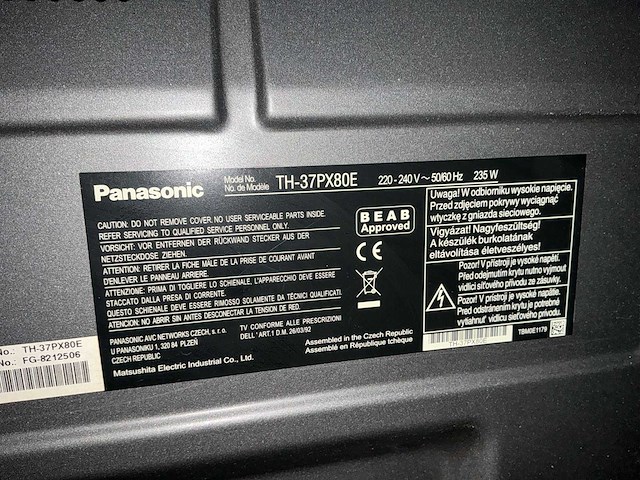 Panasonic
Model No.
No. de Modèle
TH-37PX80E
220 - 240 V ~ 50/60 Hz 235 W
CAUTION: DO NOT REMOVE COVER. NO USER SERVICEABLE PARTS INSIDE.
REFER SERVICING TO QUALIFIED SERVICE PERSONNEL ONLY.
VORSICHT: VOR ENTFERNEN DER RÜCKWAND STECKER AUS DER
NETZSTECKDOSE ZIEHEN.
ATTENTION: RETIRER LA FICHE MALE DE LA PRISE DE COURANT AVANT
D'ENLEVER LE PANNEAU ARRIERE.
ATTENZIONE: PRIMA DI TOGLIERE LO SCHIENALE, L'APPARECCHIO DEVE ESSERE
STACCATO DALLA PRESA DI CORRENTE.
QUESTO SCHIENALE DEVE ESSERE RIMOSSO SOLAMENTE DA TECNICI QUALIFICATI.
ATENCION: NO ABRIR SIN ANTES DESCONECTAR LA TENSION DE RED.
PANASONIC AVC NETWORKS CZECH, s. r. o.
U PANASONIKU 1, 320 84 PLZEŇ
CZECH REPUBLIC
Matsushita Electric Industrial Co., Ltd.
TV CONFORME ALLE PRESCRIZIONI
DELL' ART.1 D.M. 26/03/92
BEAB
Approved
CE
Assembled in the Czech Republic
Assemblé en République tchèque
Uwaga! W odbiorniku wysokie napięcie.
Przed zdjęciem pokrywy wyciągnąć
wtyczkę z gniazda sieciowego.
Vigyázat! Nagyfeszültség!
A készülék burkolatának
eltávolítása életveszélyes!
Pozor! V přístroji je vysoké napětí.
Před odejmutím krytu nutno vyjmout
vidlici síťového přívodu ze zásuvky.
Pozor! V prístroji je vysoké napätie.
Pred odstránením krytu je nutné vytiahnuť
vidlicu sieťového prívodu zo zásuvky.
TBM0E1179
TH-37PX80E
No.: TH-37PX80E
No.: FG-8212506